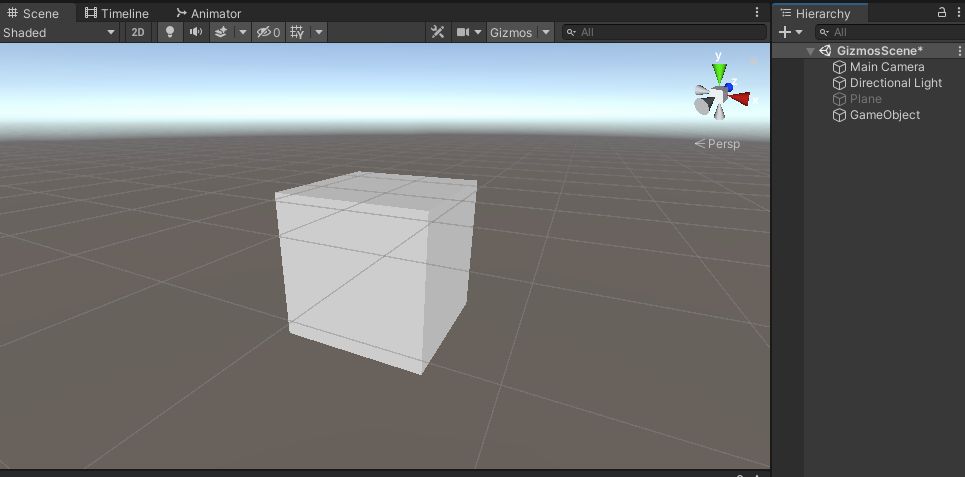 Scene Timeline Animator
Shaded 2D 0 Gizmos All
y
z
x
Persp
Hierarchy
All
GizmosScene*
Main Camera
Directional Light
Plane
GameObject